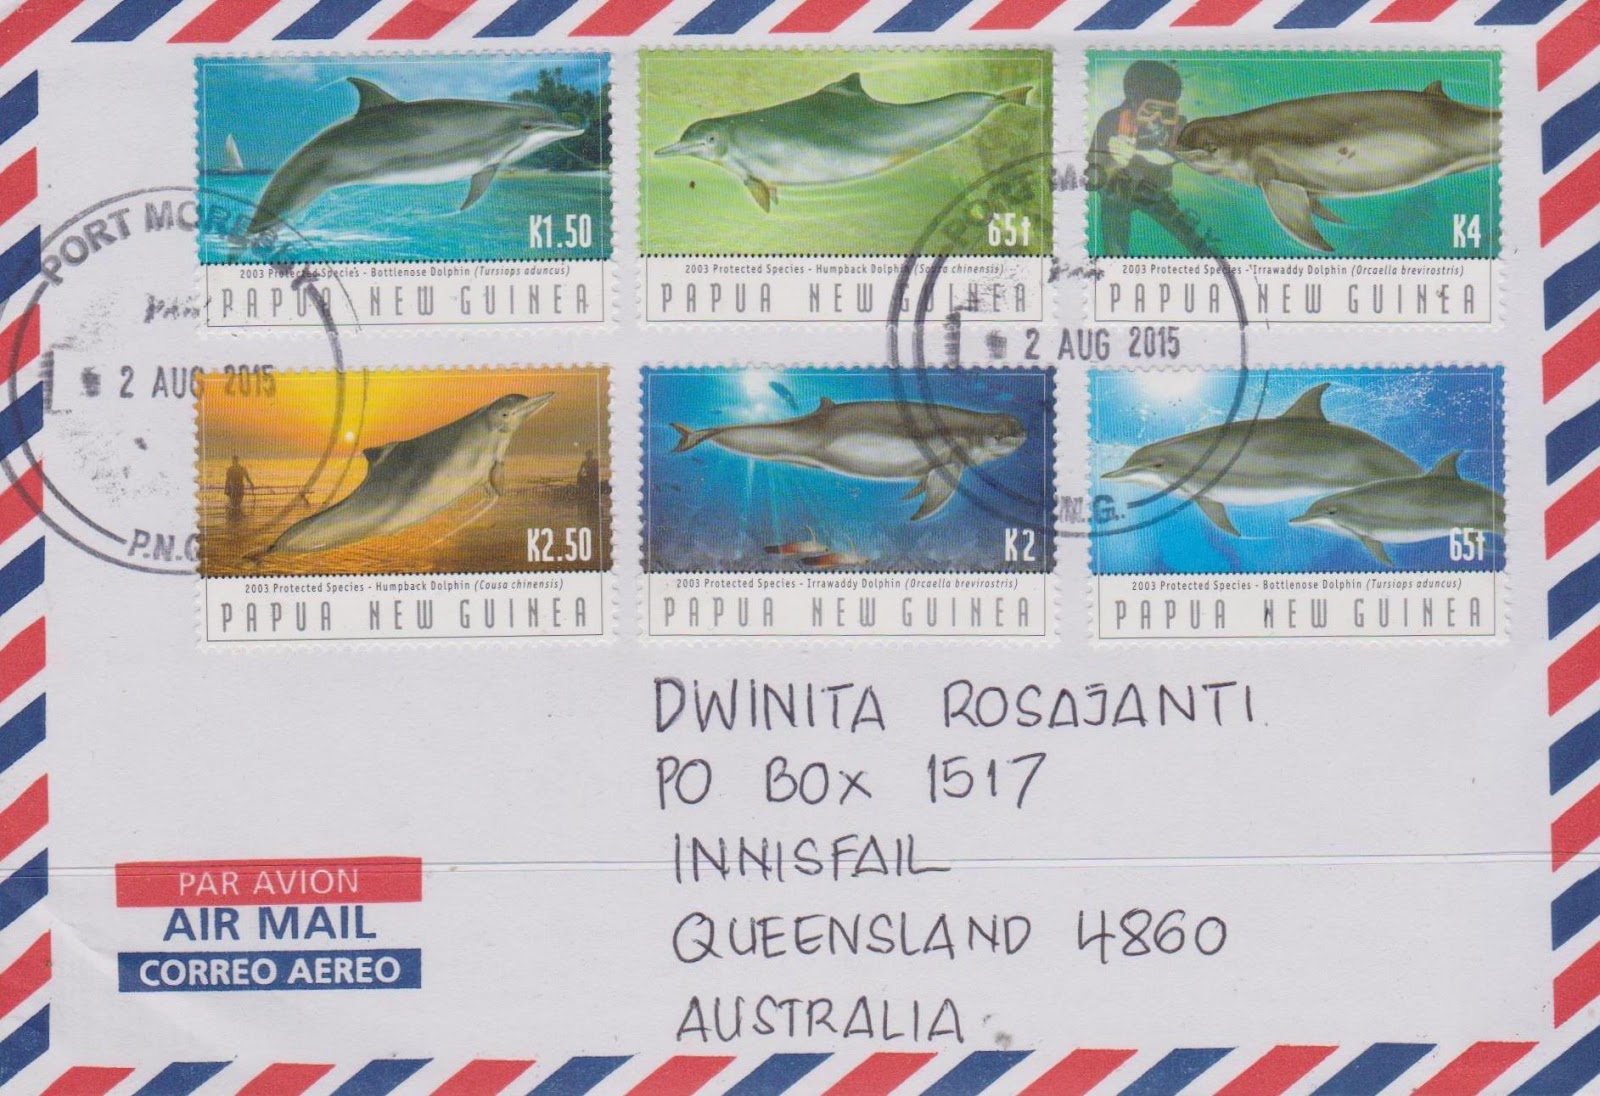 K1.50
2003 Protected Species - Bottlenose Dolphin (Tursiops aduncus)
PAPUA NEW GUINEA
65t
2003 Protected Species - Humpback Dolphin (Sousa chinensis)
PAPUA NEW GUINEA
K4
2003 Protected Species - Irrawaddy Dolphin (Orcaella brevirostris)
PAPUA NEW GUINEA
PORT MORESBY
2 AUG 2015
P.N.G.
PORT MORESBY
2 AUG 2015
P.N.G.
K2.50
2003 Protected Species - Humpback Dolphin (Cousa chinensis)
PAPUA NEW GUINEA
K2
2003 Protected Species - Irrawaddy Dolphin (Orcaella brevirostris)
PAPUA NEW GUINEA
65t
2003 Protected Species - Bottlenose Dolphin (Tursiops aduncus)
PAPUA NEW GUINEA
DWINITA ROSAJANTI
PO BOX 1517
INNISFAIL
QUEENSLAND 4860
AUSTRALIA
PAR AVION
AIR MAIL
CORREO AEREO